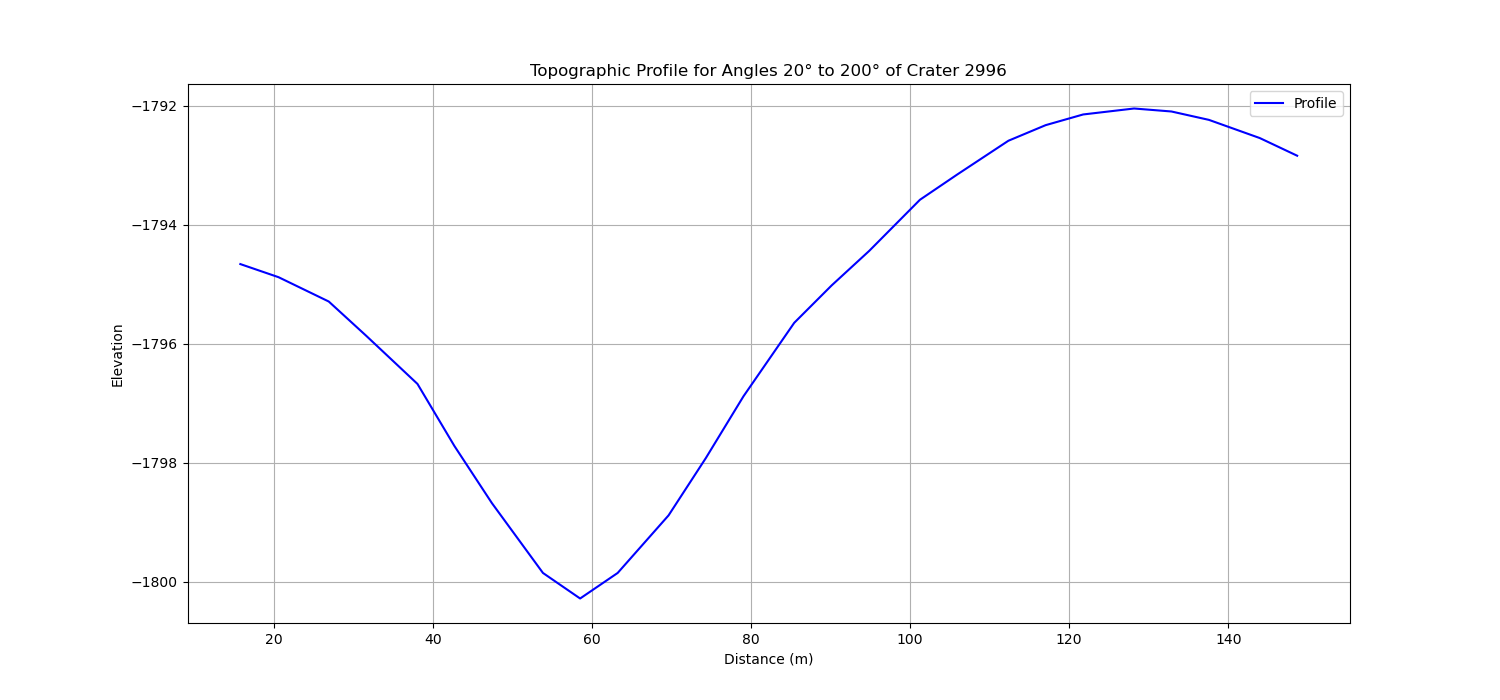 Topographic Profile for Angles 20° to 200° of Crater 2996
Profile
−1792
−1794
−1796
−1798
−1800
Elevation
20 40 60 80 100 120 140
Distance (m)